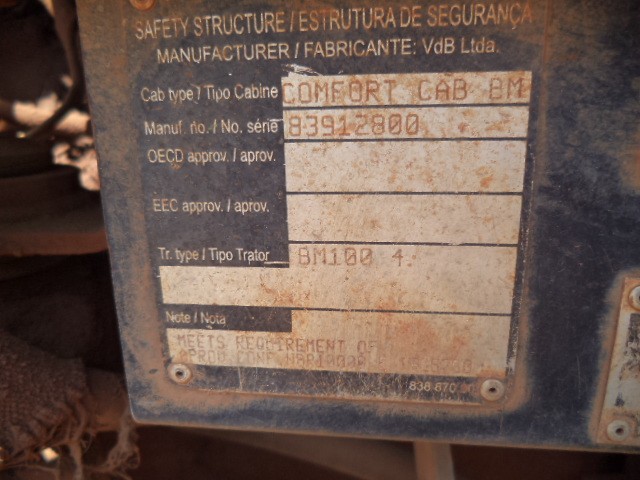 SAFETY STRUCTURE / ESTRUTURA DE SEGURANÇA
MANUFACTURER / FABRICANTE: VdB Ltda.
Cab type / Tipo Cabine COMFORT CAB BM
Manuf. no. / No. série 83912800
OECD approv. / aprov.
EEC approv. / aprov.
Tr. type / Tipo Trator BM100 4.
Note / Nota
MEETS REQUIREMENT OF
838 870